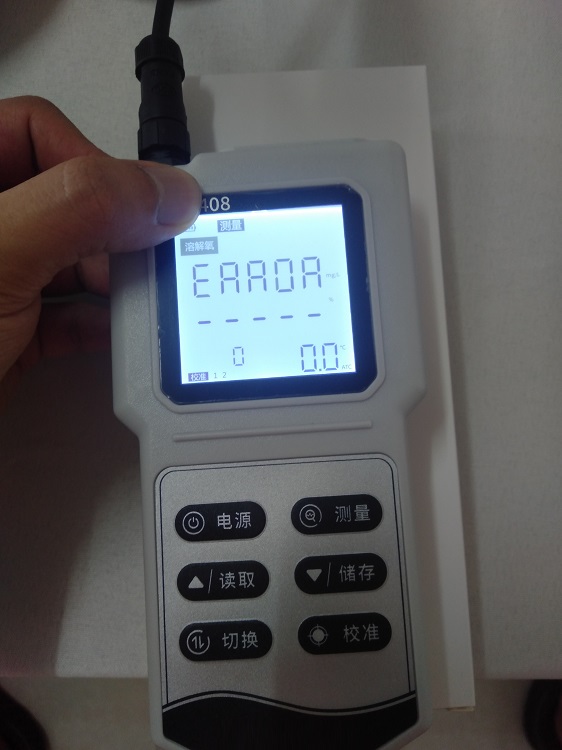 408
测量
溶解氧
ERROR
mg/L
%
-----
0
0.0
℃
ATC
校准 1 2
电源
测量
/读取
/储存
切换
校准